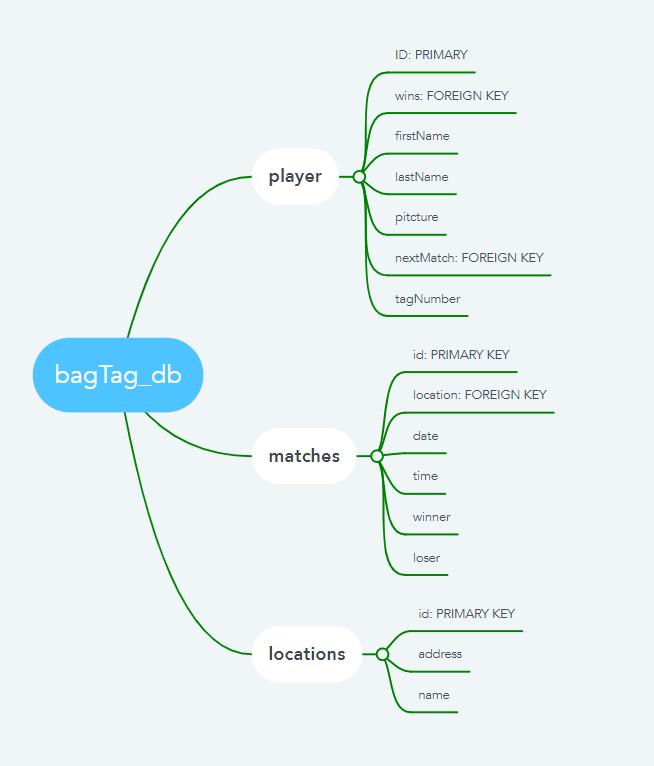 bagTag_db
player
ID: PRIMARY
wins: FOREIGN KEY
firstName
lastName
pitcture
nextMatch: FOREIGN KEY
tagNumber
matches
id: PRIMARY KEY
location: FOREIGN KEY
date
time
winner
loser
locations
id: PRIMARY KEY
address
name